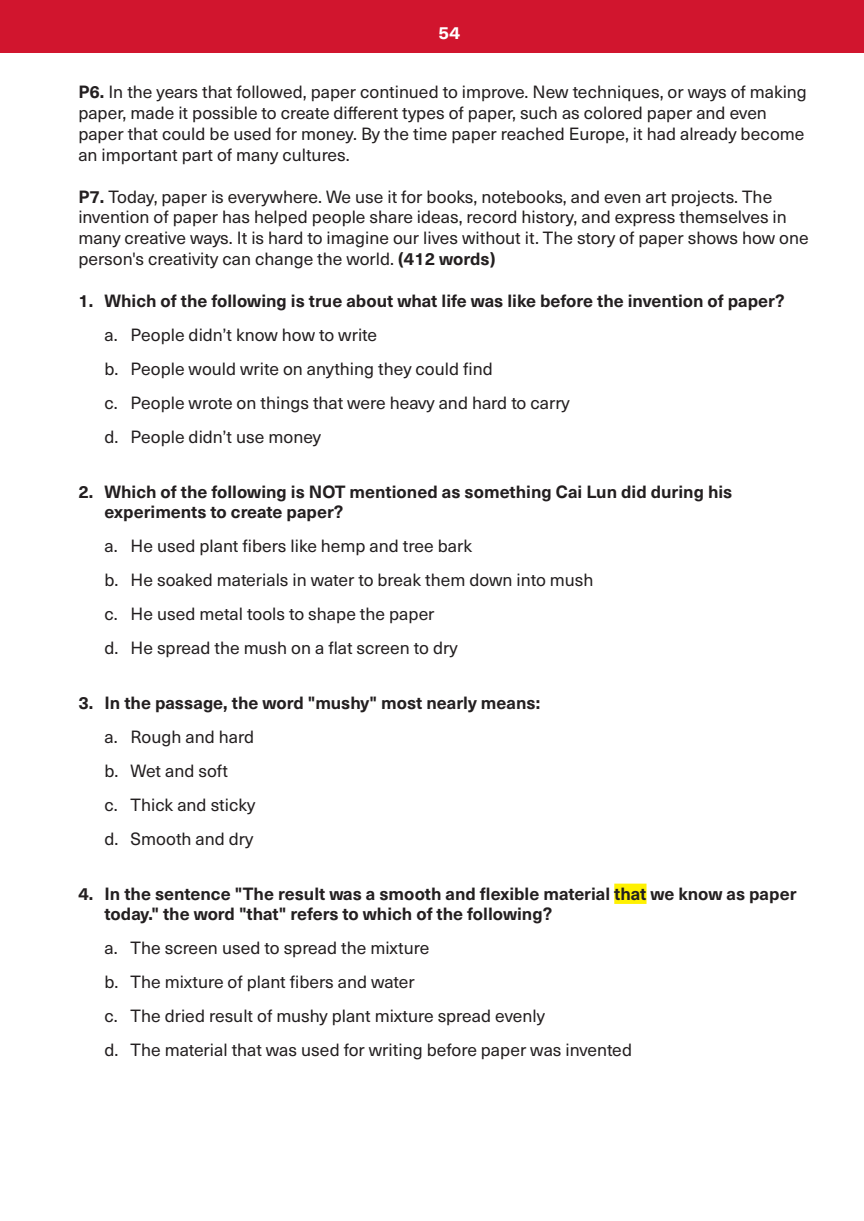 54
P6. In the years that followed, paper continued to improve. New techniques, or ways of making
paper, made it possible to create different types of paper, such as colored paper and even
paper that could be used for money. By the time paper reached Europe, it had already become
an important part of many cultures.
P7. Today, paper is everywhere. We use it for books, notebooks, and even art projects. The
invention of paper has helped people share ideas, record history, and express themselves in
many creative ways. It is hard to imagine our lives without it. The story of paper shows how one
person's creativity can change the world. (412 words)
1. Which of the following is true about what life was like before the invention of paper?
a. People didn't know how to write
b. People would write on anything they could find
c. People wrote on things that were heavy and hard to carry
d. People didn't use money
2. Which of the following is NOT mentioned as something Cai Lun did during his
experiments to create paper?
a. He used plant fibers like hemp and tree bark
b. He soaked materials in water to break them down into mush
c. He used metal tools to shape the paper
d. He spread the mush on a flat screen to dry
3. In the passage, the word "mushy" most nearly means:
a. Rough and hard
b. Wet and soft
c. Thick and sticky
d. Smooth and dry
4. In the sentence "The result was a smooth and flexible material that we know as paper
today." the word "that" refers to which of the following?
a. The screen used to spread the mixture
b. The mixture of plant fibers and water
c. The dried result of mushy plant mixture spread evenly
d. The material that was used for writing before paper was invented